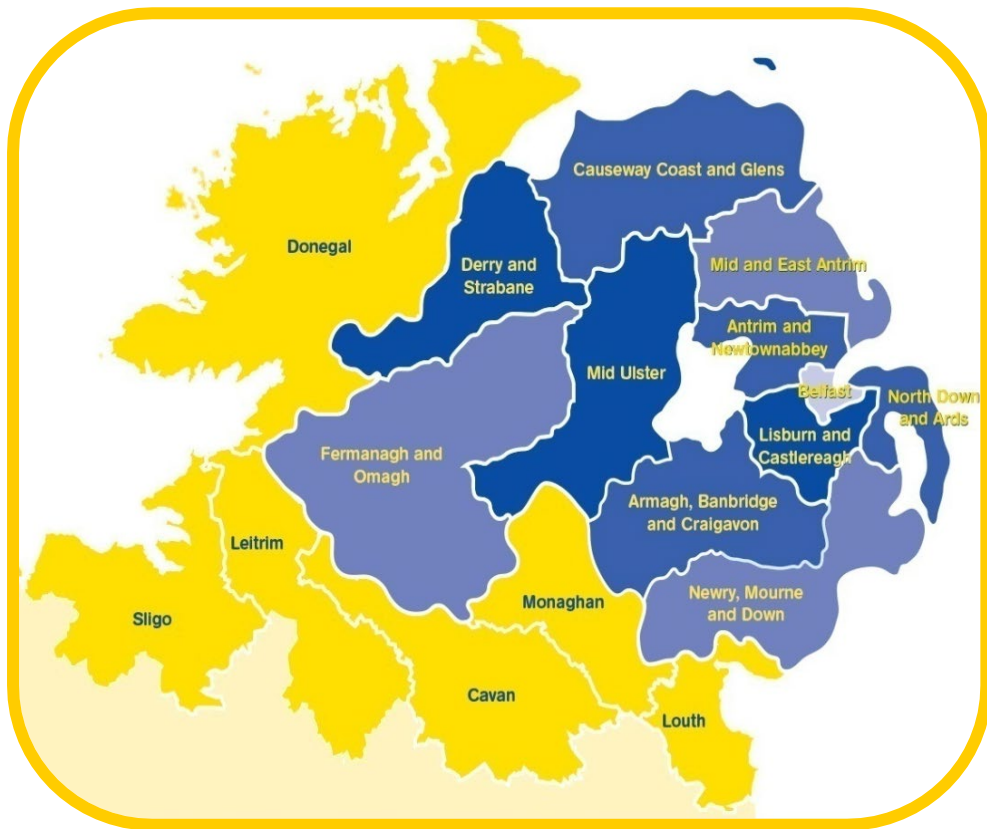 Causeway Coast and Glens
Donegal
Derry and
Strabane
Mid and East Antrim
Antrim and
Newtownabbey
Mid Ulster
Belfast
North Down
and Ards
Lisburn and
Castlereagh
Fermanagh and
Omagh
Armagh, Banbridge
and Craigavon
Leitrim
Monaghan
Newry, Mourne
and Down
Sligo
Cavan
Louth